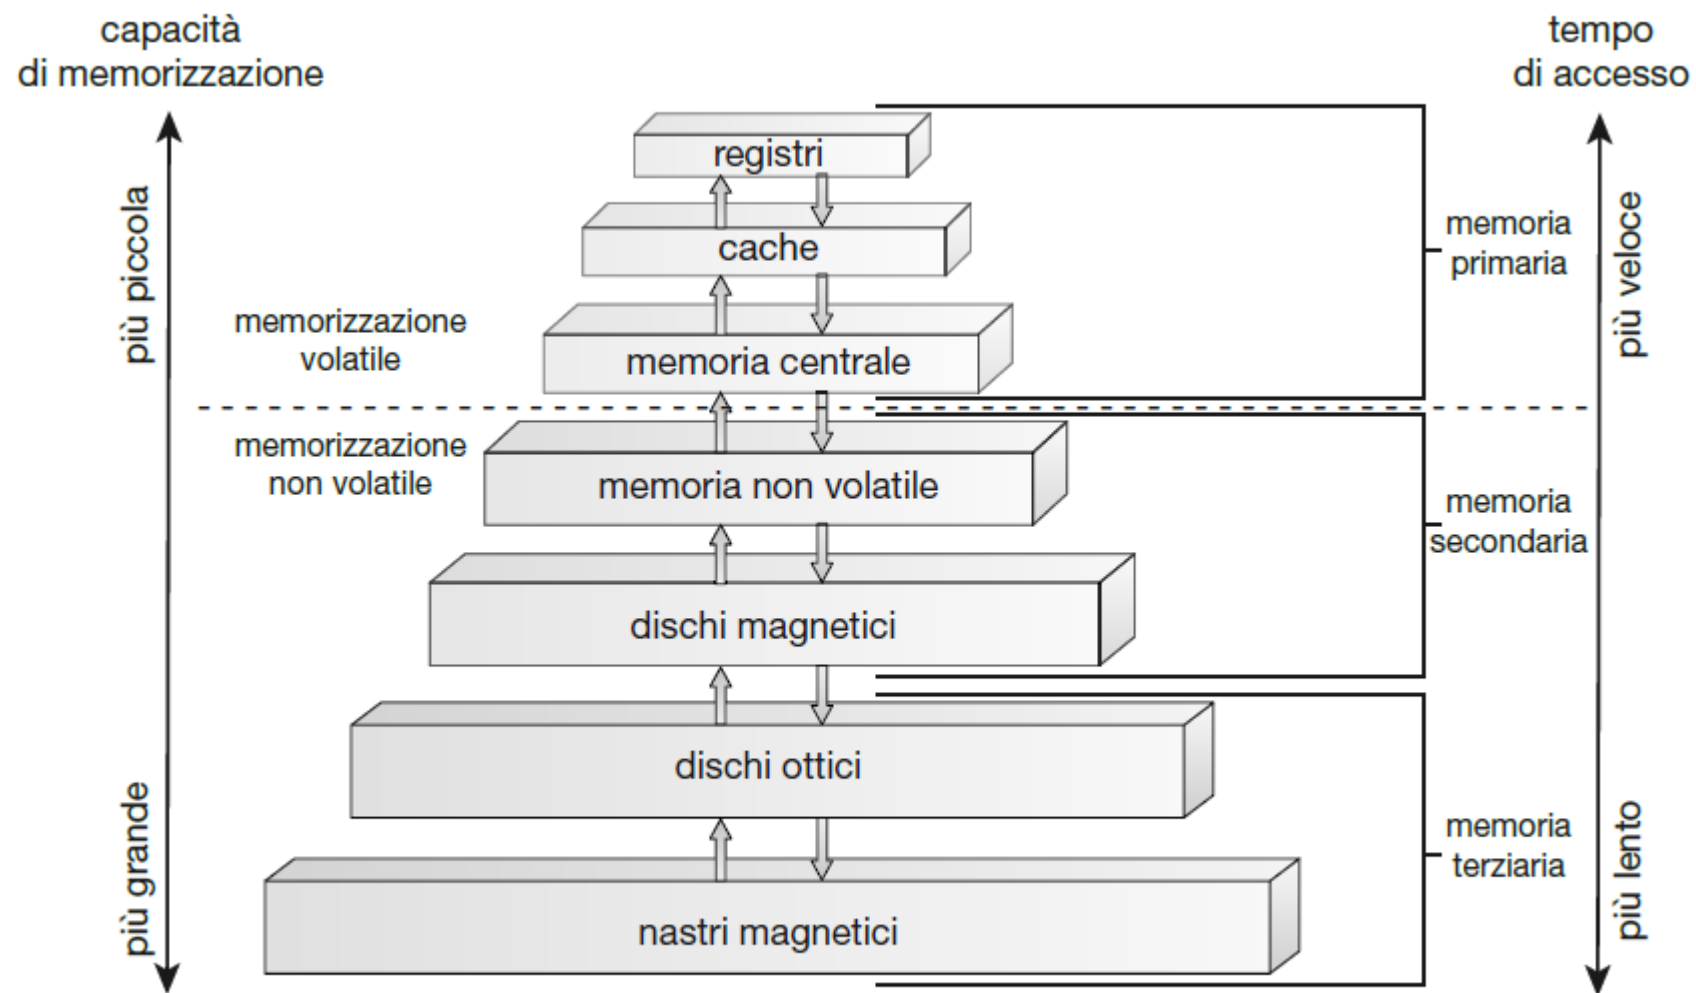 capacità
di memorizzazione
tempo
di accesso
più piccola
più grande
registri
cache
memorizzazione
volatile
memoria centrale
memorizzazione
non volatile
memoria non volatile
dischi magnetici
dischi ottici
nastri magnetici
memoria
primaria
memoria
secondaria
memoria
terziaria
più veloce
più lento